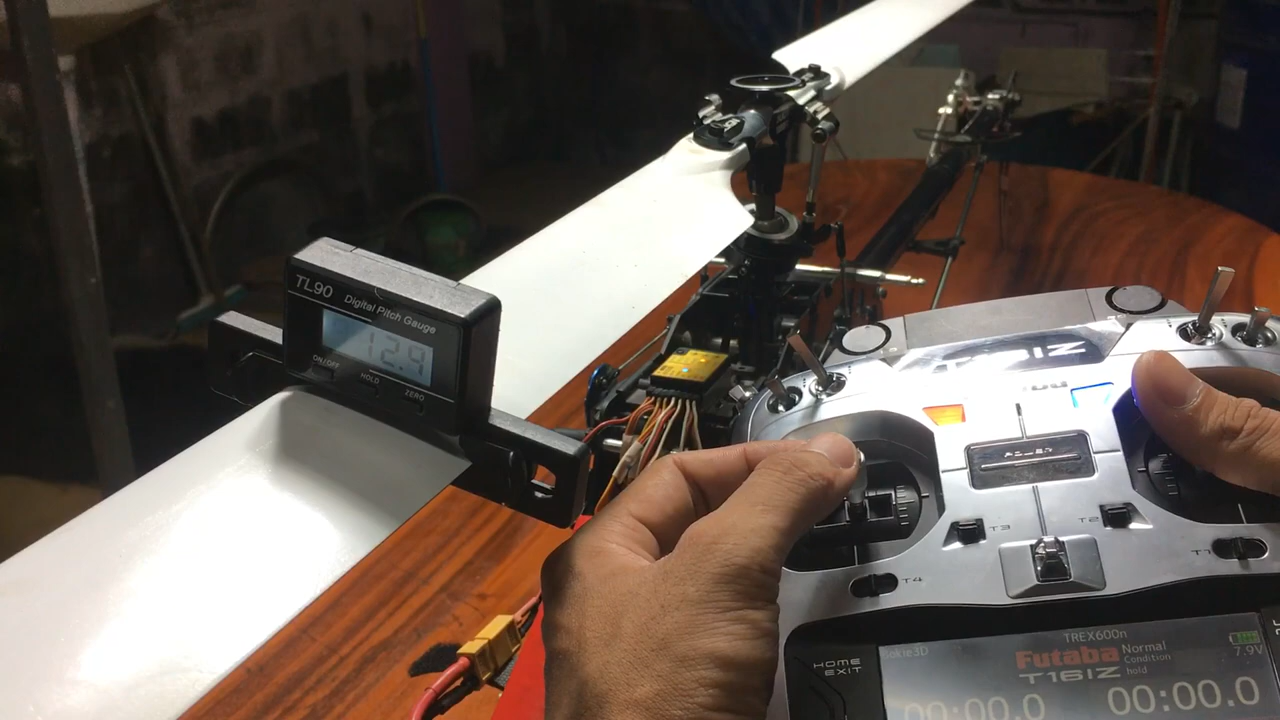 TL90 Digital Pitch Gauge
12.9
ON/OFF
HOLD
ZERO
T16IZ
T3
T2
T1
T4
HOME
EXIT
TREX600n
Futaba
T16IZ
Normal
Condition
hold
7.9V
00:00.0 00:00.0